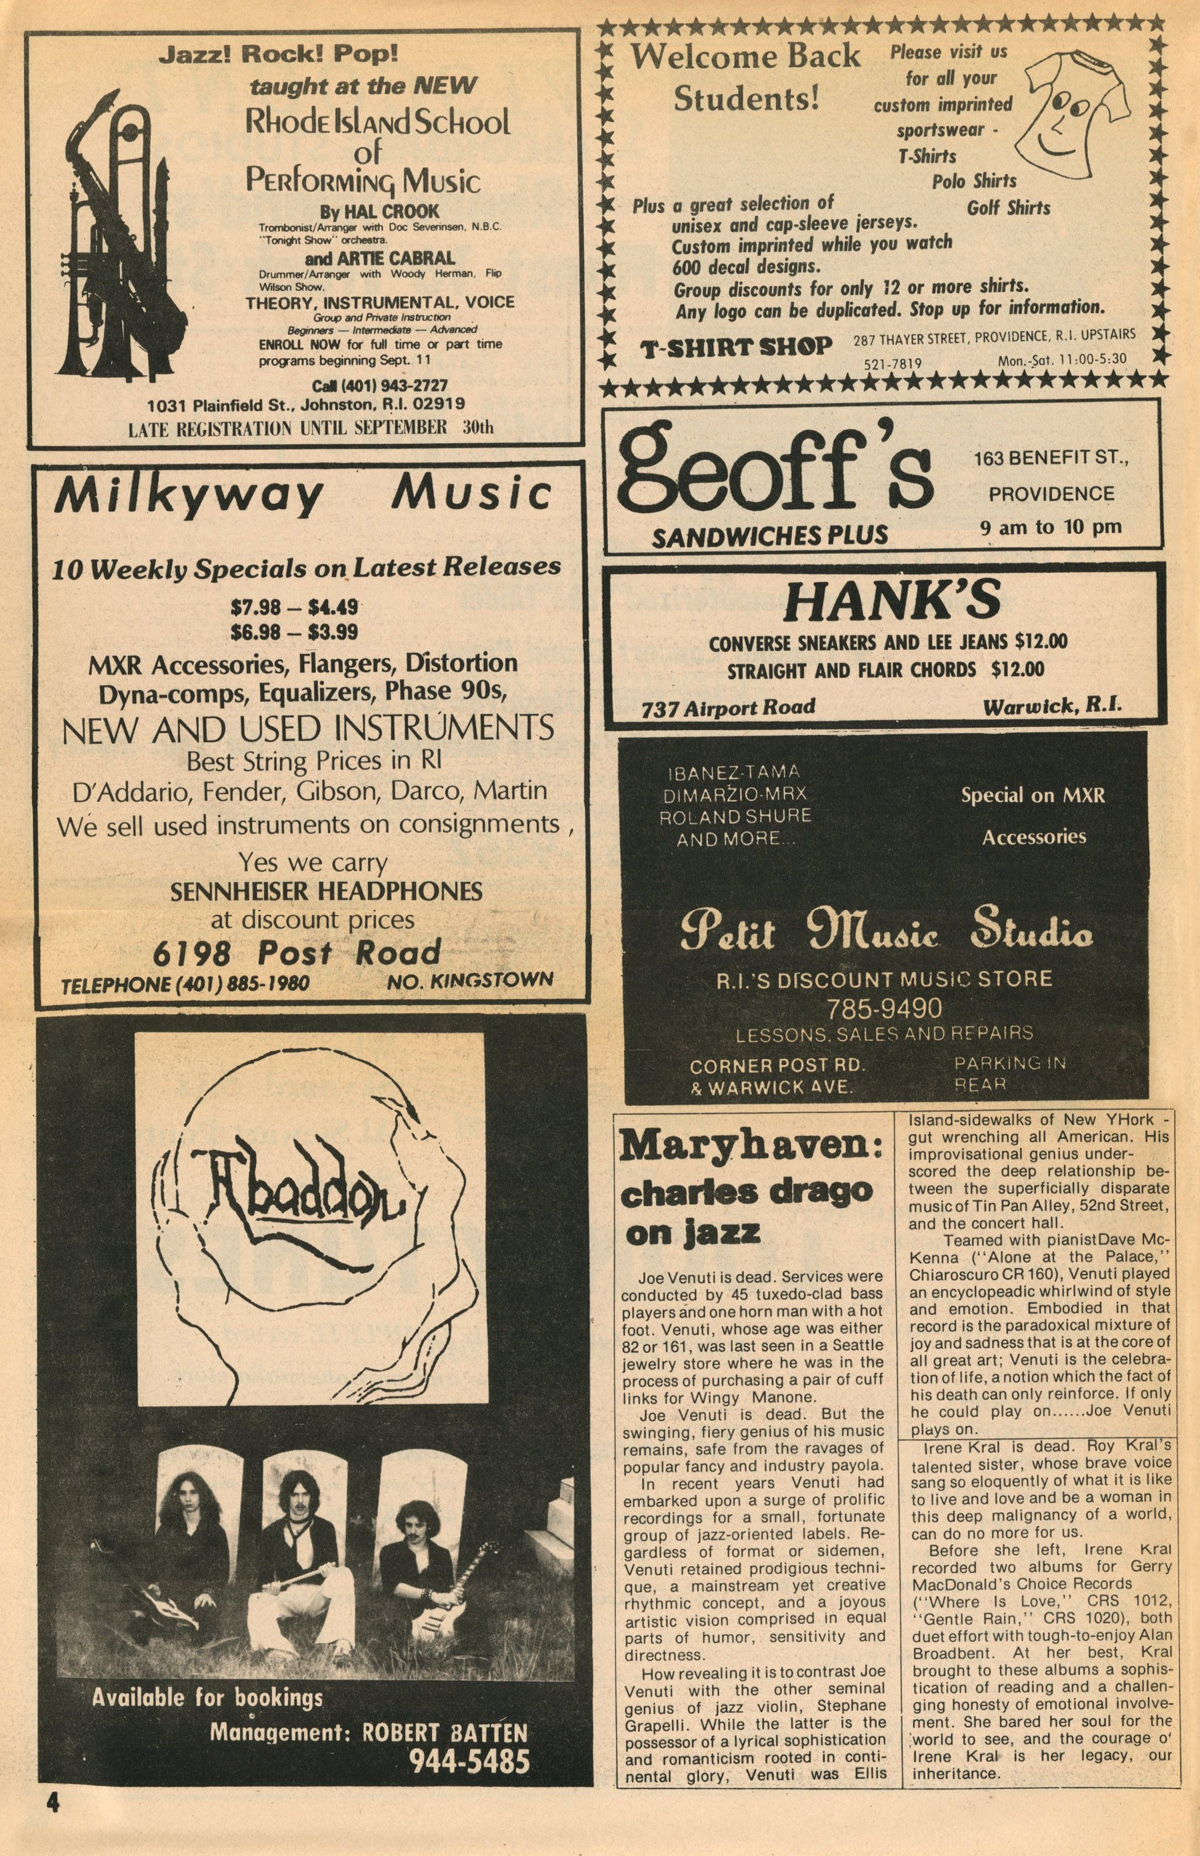 Jazz! Rock! Pop!
taught at the NEW
Rhode Island School
of
Performing Music
By HAL CROOK
Trombonist/Arranger with Doc Severinsen, N.B.C.
"Tonight Show" orchestra.
and ARTIE CABRAL
Drummer/Arranger with Woody Herman, Flip
Wilson Show.
THEORY, INSTRUMENTAL, VOICE
Group and Private Instruction
Beginners — Intermediate — Advanced
ENROLL NOW for full time or part time
programs beginning Sept. 11
Call (401) 943-2727
1031 Plainfield St., Johnston, R.I. 02919
LATE REGISTRATION UNTIL SEPTEMBER 30th
Milkyway Music
10 Weekly Specials on Latest Releases
$7.98 — $4.49
$6.98 — $3.99
MXR Accessories, Flangers, Distortion
Dyna-comps, Equalizers, Phase 90s,
NEW AND USED INSTRUMENTS
Best String Prices in RI
D'Addario, Fender, Gibson, Darco, Martin
We sell used instruments on consignments ,
Yes we carry
SENNHEISER HEADPHONES
at discount prices
6198 Post Road
TELEPHONE (401) 885-1980 NO. KINGSTOWN
Abaddon
Available for bookings
Management: ROBERT BATTEN
944-5485
4
Welcome Back
Students!
Please visit us
for all your
custom imprinted
sportswear -
T-Shirts
Polo Shirts
Golf Shirts
Plus a great selection of
unisex and cap-sleeve jerseys.
Custom imprinted while you watch
600 decal designs.
Group discounts for only 12 or more shirts.
Any logo can be duplicated. Stop up for information.
T-SHIRT SHOP 287 THAYER STREET, PROVIDENCE, R.I. UPSTAIRS
521-7819 Mon.-Sat. 11:00-5:30
geoff's
SANDWICHES PLUS
163 BENEFIT ST.,
PROVIDENCE
9 am to 10 pm
HANK'S
CONVERSE SNEAKERS AND LEE JEANS $12.00
STRAIGHT AND FLAIR CHORDS $12.00
737 Airport Road Warwick, R.I.
IBANEZ-TAMA
DIMARZIO-MRX
ROLAND SHURE
AND MORE...
Special on MXR
Accessories
Petit Music Studio
R.I.'S DISCOUNT MUSIC STORE
785-9490
LESSONS, SALES AND REPAIRS
CORNER POST RD.
& WARWICK AVE.
PARKING IN
REAR
Maryhaven:
charles drago
on jazz
Joe Venuti is dead. Services were
conducted by 45 tuxedo-clad bass
players and one horn man with a hot
foot. Venuti, whose age was either
82 or 161, was last seen in a Seattle
jewelry store where he was in the
process of purchasing a pair of cuff
links for Wingy Manone.
Joe Venuti is dead. But the
swinging, fiery genius of his music
remains, safe from the ravages of
popular fancy and industry payola.
In recent years Venuti had
embarked upon a surge of prolific
recordings for a small, fortunate
group of jazz-oriented labels. Re-
gardless of format or sidemen,
Venuti retained prodigious techni-
que, a mainstream yet creative
rhythmic concept, and a joyous
artistic vision comprised in equal
parts of humor, sensitivity and
directness.
How revealing it is to contrast Joe
Venuti with the other seminal
genius of jazz violin, Stephane
Grapelli. While the latter is the
possessor of a lyrical sophistication
and romanticism rooted in conti-
nental glory, Venuti was Ellis
Island-sidewalks of New YHork -
gut wrenching all American. His
improvisational genius under-
scored the deep relationship be-
tween the superficially disparate
music of Tin Pan Alley, 52nd Street,
and the concert hall.
Teamed with pianistDave Mc-
Kenna (''Alone at the Palace,''
Chiaroscuro CR 160), Venuti played
an encyclopeadic whirlwind of style
and emotion. Embodied in that
record is the paradoxical mixture of
joy and sadness that is at the core of
all great art; Venuti is the celebra-
tion of life, a notion which the fact of
his death can only reinforce. If only
he could play on......Joe Venuti
plays on.
Irene Kral is dead. Roy Kral's
talented sister, whose brave voice
sang so eloquently of what it is like
to live and love and be a woman in
this deep malignancy of a world,
can do no more for us.
Before she left, Irene Kral
recorded two albums for Gerry
MacDonald's Choice Records
(''Where Is Love,'' CRS 1012,
''Gentle Rain,'' CRS 1020), both
duet effort with tough-to-enjoy Alan
Broadbent. At her best, Kral
brought to these albums a sophis-
tication of reading and a challen-
ging honesty of emotional involve-
ment. She bared her soul for the
world to see, and the courage o'
Irene Kral is her legacy, our
inheritance.